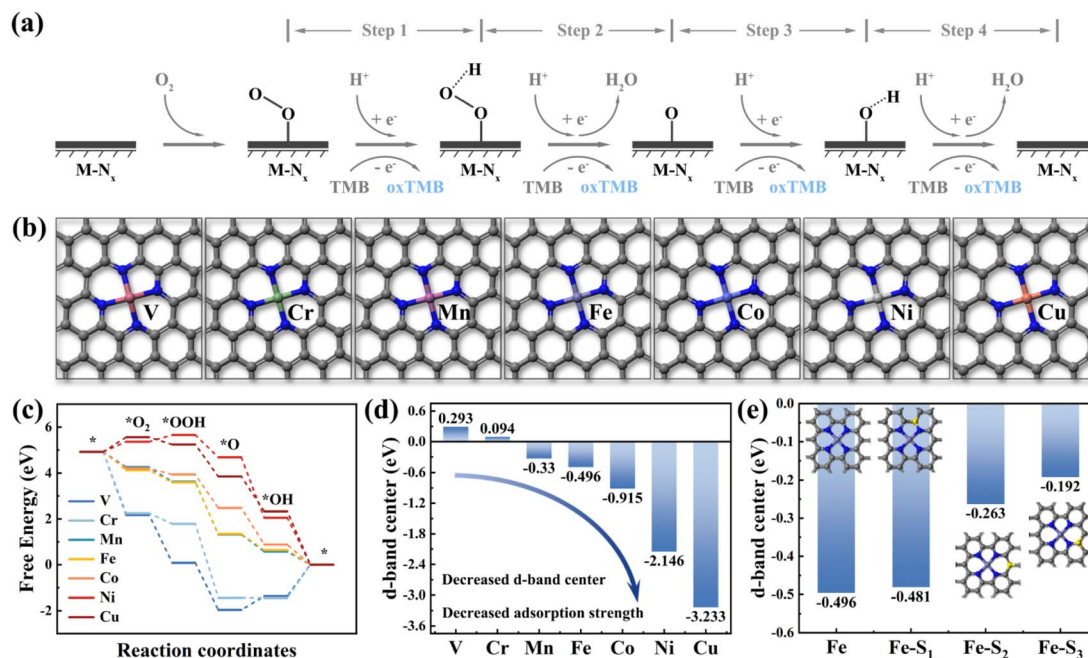 (a)
Step 1 Step 2 Step 3 Step 4
O₂ H⁺ H⁺ H₂O H⁺ H⁺ H₂O
O O O O H O O H
+ e⁻ + e⁻ + e⁻ + e⁻
M-Nₓ M-Nₓ M-Nₓ M-Nₓ M-Nₓ M-Nₓ
- e⁻ - e⁻ - e⁻ - e⁻
TMB oxTMB TMB oxTMB TMB oxTMB TMB oxTMB
(b)
V Cr Mn Fe Co Ni Cu
(c)
Free Energy (eV)
6
4
2
0
-2
* *O₂ *OOH *O *OH *
V
Cr
Mn
Fe
Co
Ni
Cu
Reaction coordinates
(d)
d-band center (eV)
0.6
0.0
-0.6
-1.2
-1.8
-2.4
-3.0
-3.6
0.293
0.094
-0.33
-0.496
-0.915
-2.146
-3.233
Decreased d-band center
Decreased adsorption strength
V Cr Mn Fe Co Ni Cu
(e)
d-band center (eV)
0.0
-0.1
-0.2
-0.3
-0.4
-0.5
-0.6
-0.496
-0.481
-0.263
-0.192
Fe Fe-S₁ Fe-S₂ Fe-S₃